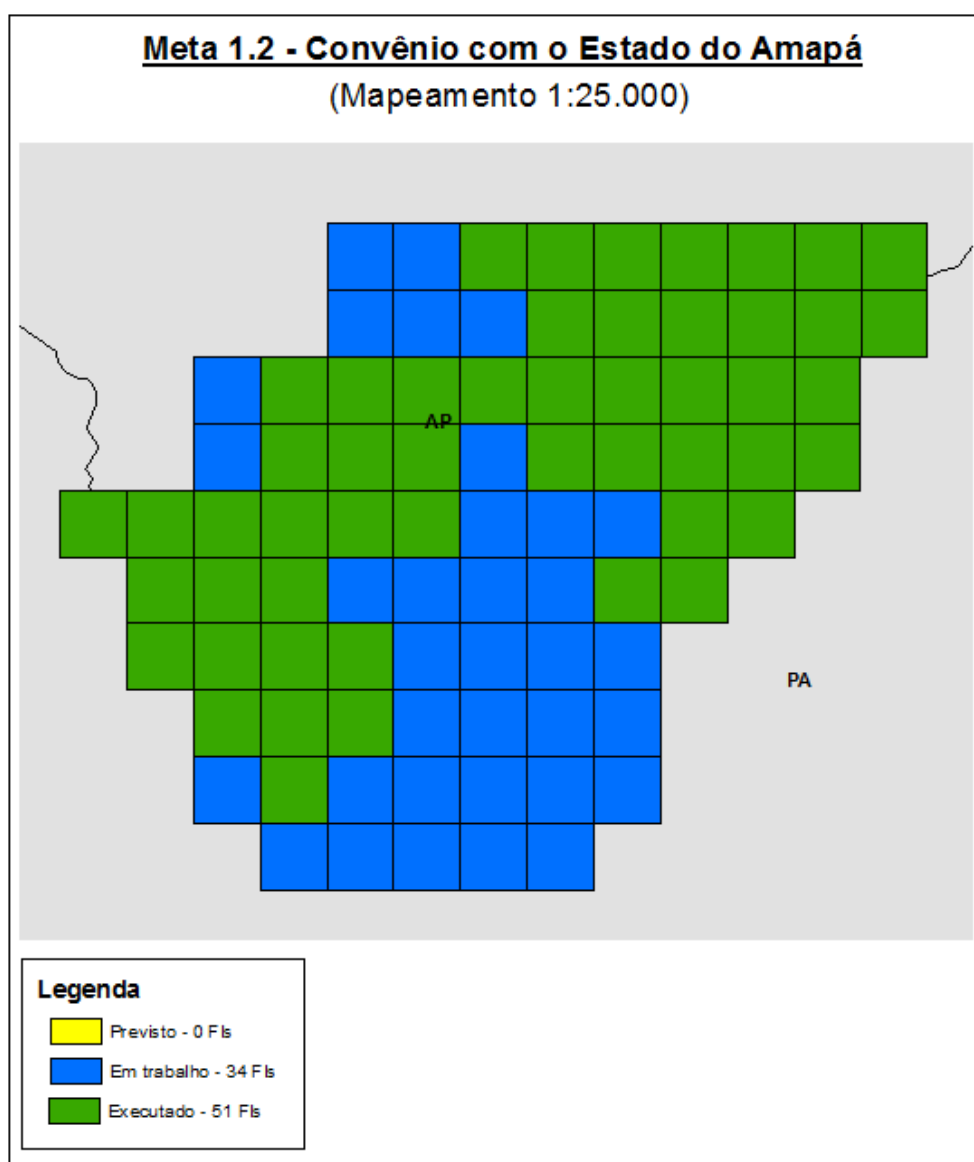 Meta 1.2 - Convênio com o Estado do Amapá
(Mapeamento 1:25.000)
AP
PA
Legenda
Previsto - 0 Fls
Em trabalho - 34 Fls
Executado - 51 Fls